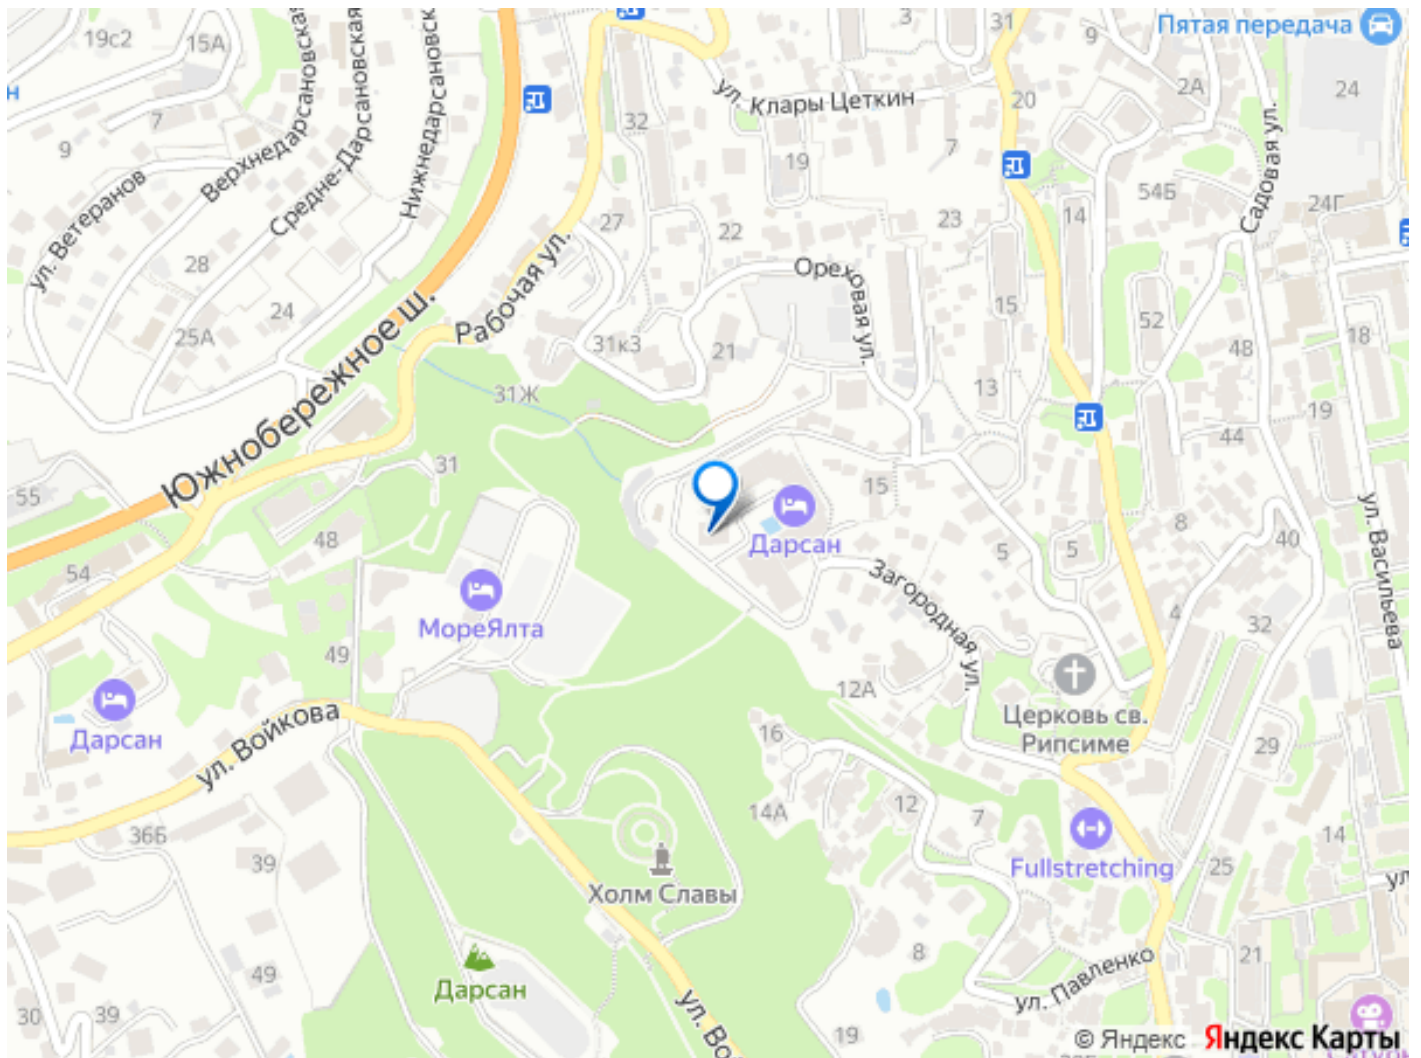 Пятая передача
19с2
15А
Верхнедарсановская
Средне-Дарсановская
Нижнедарсановск
3
31
9
2А
24
н
7
9
32
ул. Клары Цеткин
20
7
19
Садовая ул.
ул. Ветеранов
54Б
24Г
27
22
23
14
28
Ореховая ул.
24
Рабочая ул.
15
52
18
25А
31к3
21
48
Южнобережное ш.
31Ж
13
19
44
31
55
15
ул. Васильева
48
Дарсан
8
40
5
5
54
Загородная ул.
4
32
МореЯлта
49
12А
Церковь св.
Рипсиме
Дарсан
ул. Войкова
16
29
14А
12
7
36Б
39
14
Fullstretching
25
Холм Славы
ул
8
21
49
Дарсан
ул. Павленко
30
39
ул. Во
19
© Яндекс Яндекс Карты